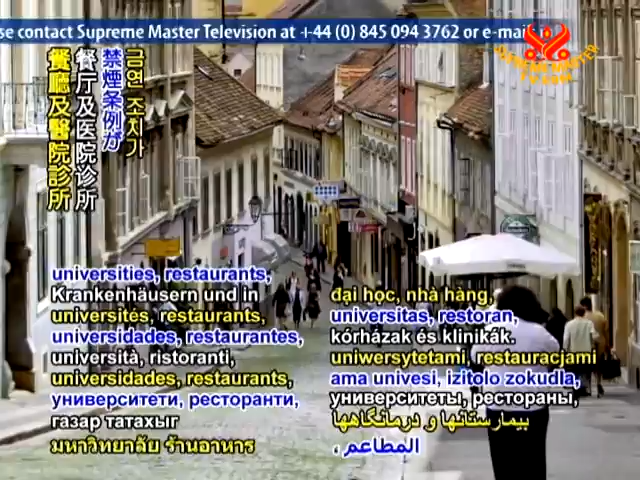 se contact Supreme Master Television at +44 (0) 845 094 3762 or e-mail
SUPREME MASTER
TV.COM
금연 조치가
禁煙条例が
餐厅及医院诊所
餐廳及醫院診所
universities, restaurants,
Krankenhäusern und in
universités, restaurants,
universidades, restaurantes,
università, ristoranti,
universidades, restaurants,
университети, ресторанти,
газар татахыг
มหาวิทยาลัย ร้านอาหาร
đại học, nhà hàng,
universitas, restoran,
kórházak és klinikák.
uniwersytetami, restauracjami
ama univesi, izitolo zokudla,
университеты, рестораны,
بیمارستانها و درمانگاهها
المطاعم ،